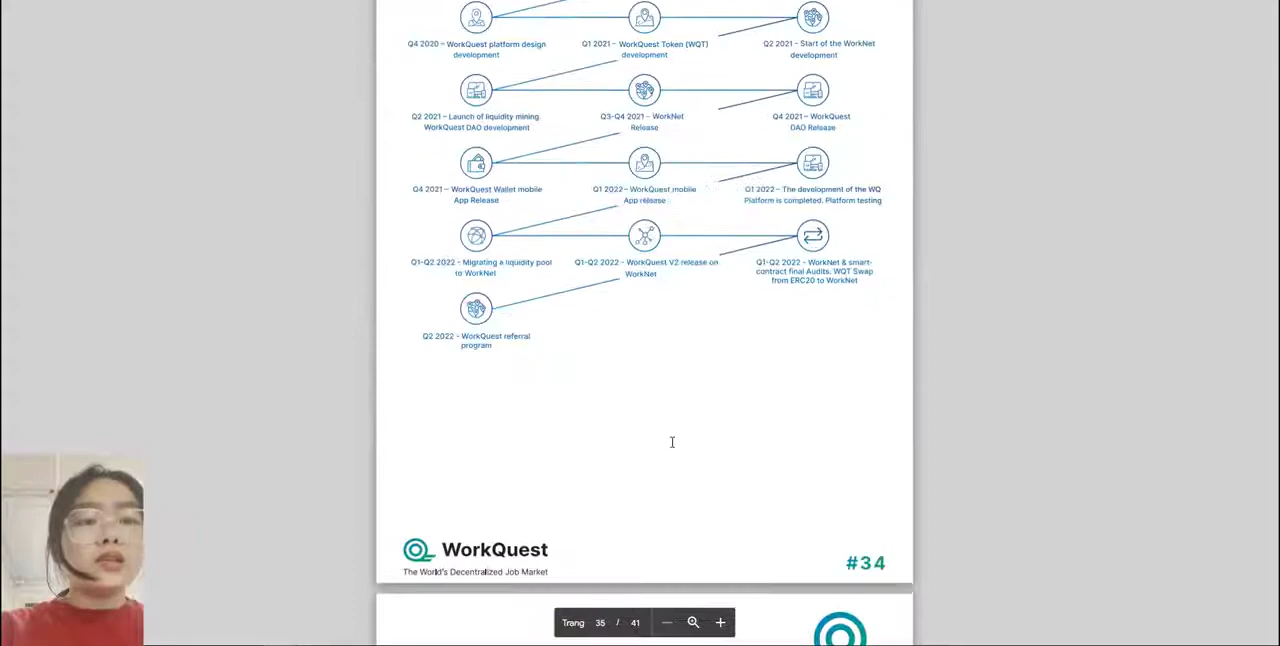 Q4 2020 – WorkQuest platform design
development
Q1 2021 – WorkQuest Token (WQT)
development
Q2 2021 - Start of the WorkNet
development
Q2 2021 - Launch of liquidity mining
WorkQuest DAO development
Q3-Q4 2021 - WorkNet
Release
Q4 2021 - WorkQuest
DAO Release
Q4 2021 – WorkQuest Wallet mobile
App Release
Q1 2022 – WorkQuest mobile
App release
Q1 2022 – The development of the WQ
Platform is completed. Platform testing
Q1-Q2 2022 - Migrating a liquidity pool
to WorkNet
Q1-Q2 2022 - WorkQuest V2 release on
WorkNet
Q1-Q2 2022 - WorkNet & smart-
contract final Audits. WQT Swap
from ERC20 to WorkNet
Q2 2022 - WorkQuest referral
program
WorkQuest
The World's Decentralized Job Market
#34
Trang 35 / 41